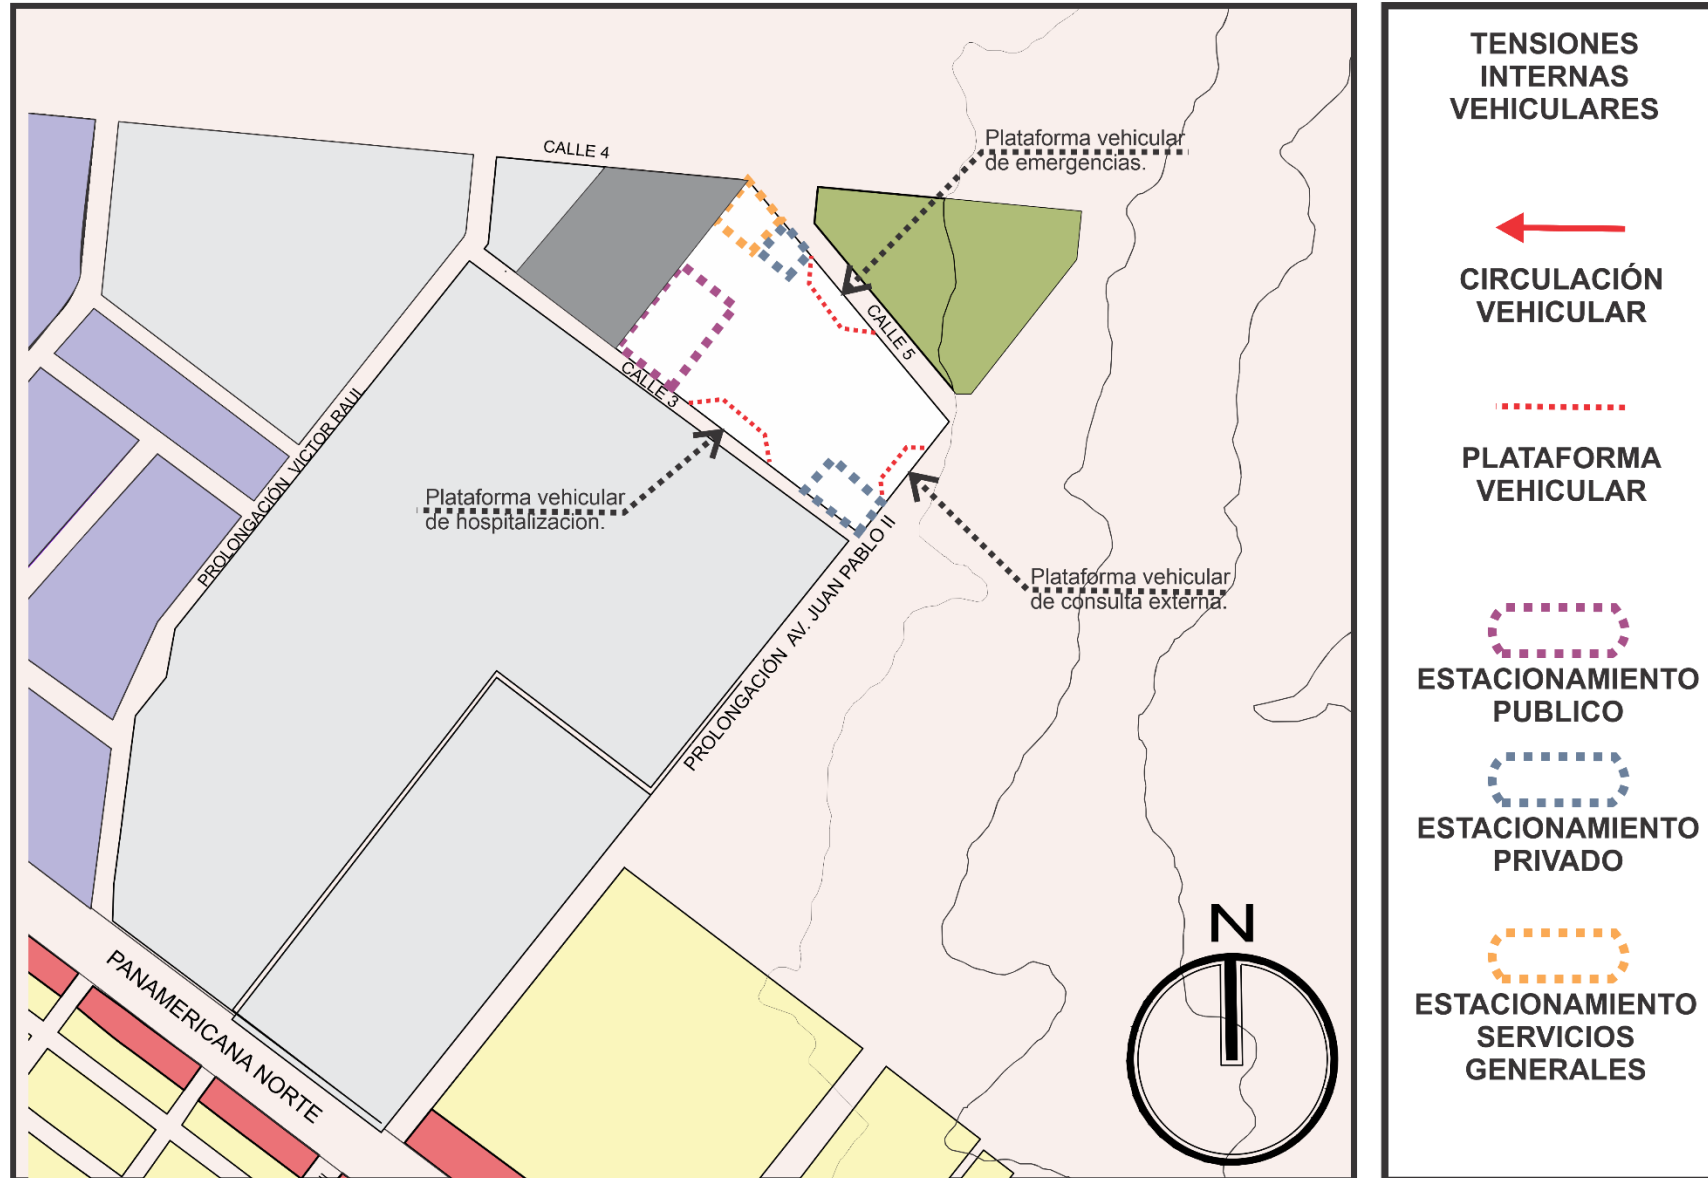 CALLE 4
Plataforma vehicular
de emergencias.
CALLE 5
CALLE 3
PROLONGACIÓN VICTOR RAUL
Plataforma vehicular
de hospitalización.
Plataforma vehicular
de consulta externa.
PROLONGACIÓN AV. JUAN PABLO II
PANAMERICANA NORTE
N
TENSIONES
INTERNAS
VEHICULARES
CIRCULACIÓN
VEHICULAR
PLATAFORMA
VEHICULAR
ESTACIONAMIENTO
PUBLICO
ESTACIONAMIENTO
PRIVADO
ESTACIONAMIENTO
SERVICIOS
GENERALES